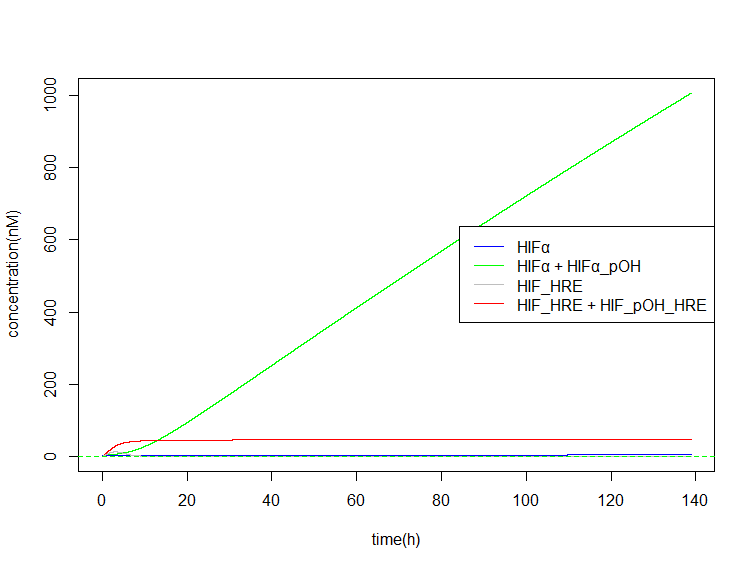 concentration(nM)
1000
800
600
400
200
0
HIFα
HIFα + HIFα_pOH
HIF_HRE
HIF_HRE + HIF_pOH_HRE
0 20 40 60 80 100 120 140
time(h)